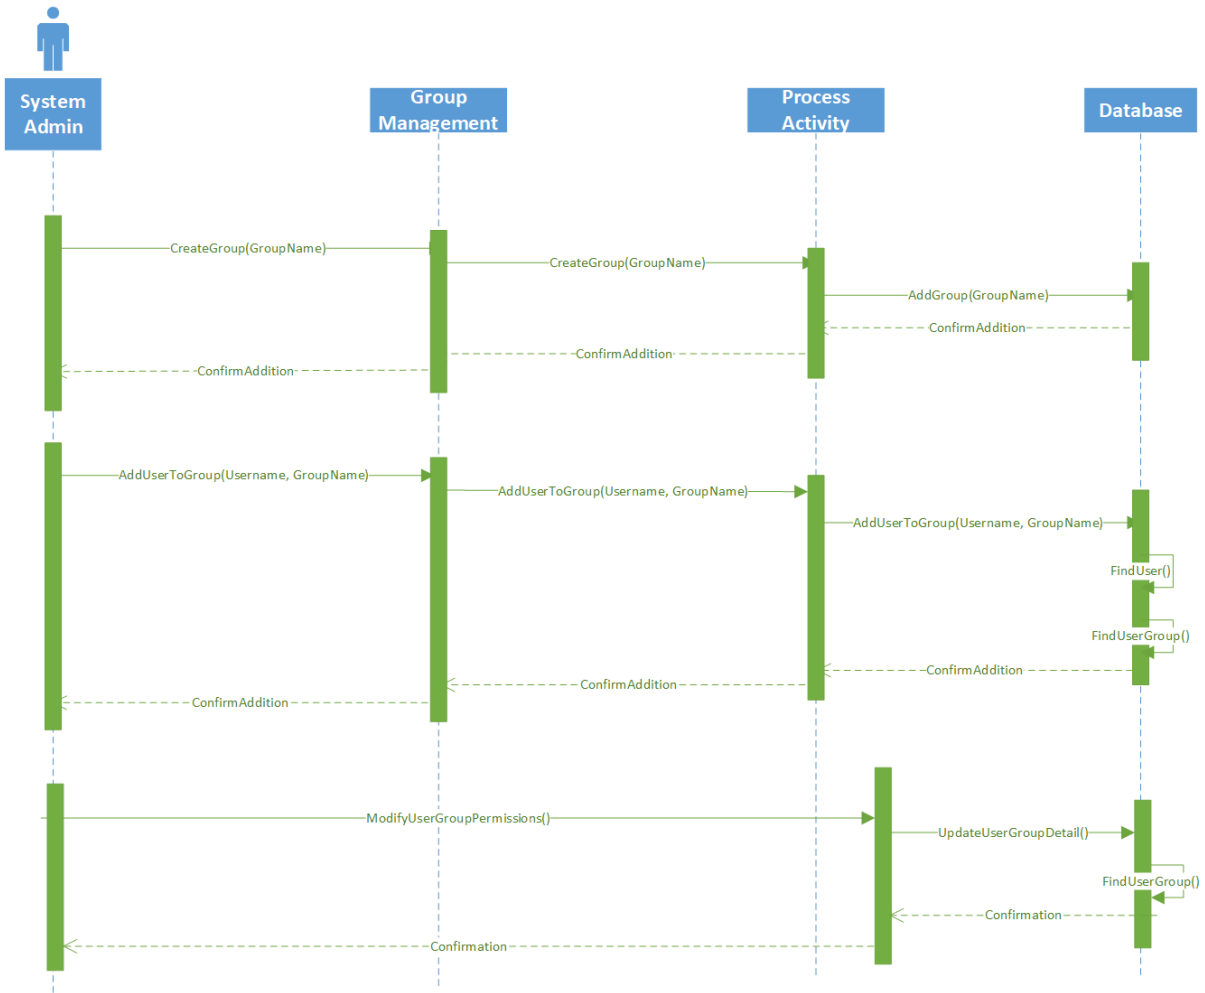 System
Admin
Group
Management
Process
Activity
Database
CreateGroup(GroupName)
CreateGroup(GroupName)
AddGroup(GroupName)
ConfirmAddition
ConfirmAddition
ConfirmAddition
AddUserToGroup(Username, GroupName)
AddUserToGroup(Username, GroupName)
AddUserToGroup(Username, GroupName)
FindUser()
FindUserGroup()
ConfirmAddition
ConfirmAddition
ConfirmAddition
ModifyUserGroupPermissions()
UpdateUserGroupDetail()
FindUserGroup()
Confirmation
Confirmation